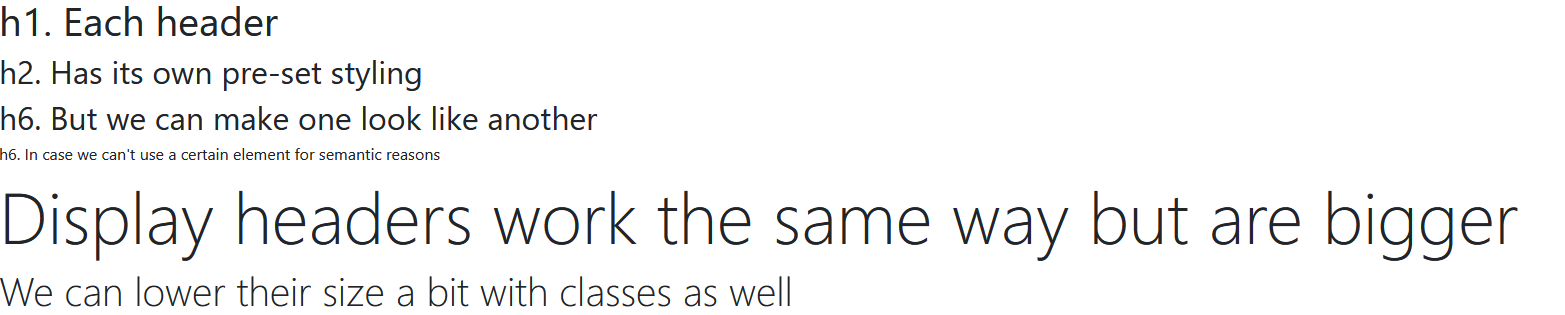 h1. Each header
h2. Has its own pre-set styling
h6. But we can make one look like another
h6. In case we can't use a certain element for semantic reasons
Display headers work the same way but are bigger
We can lower their size a bit with classes as well